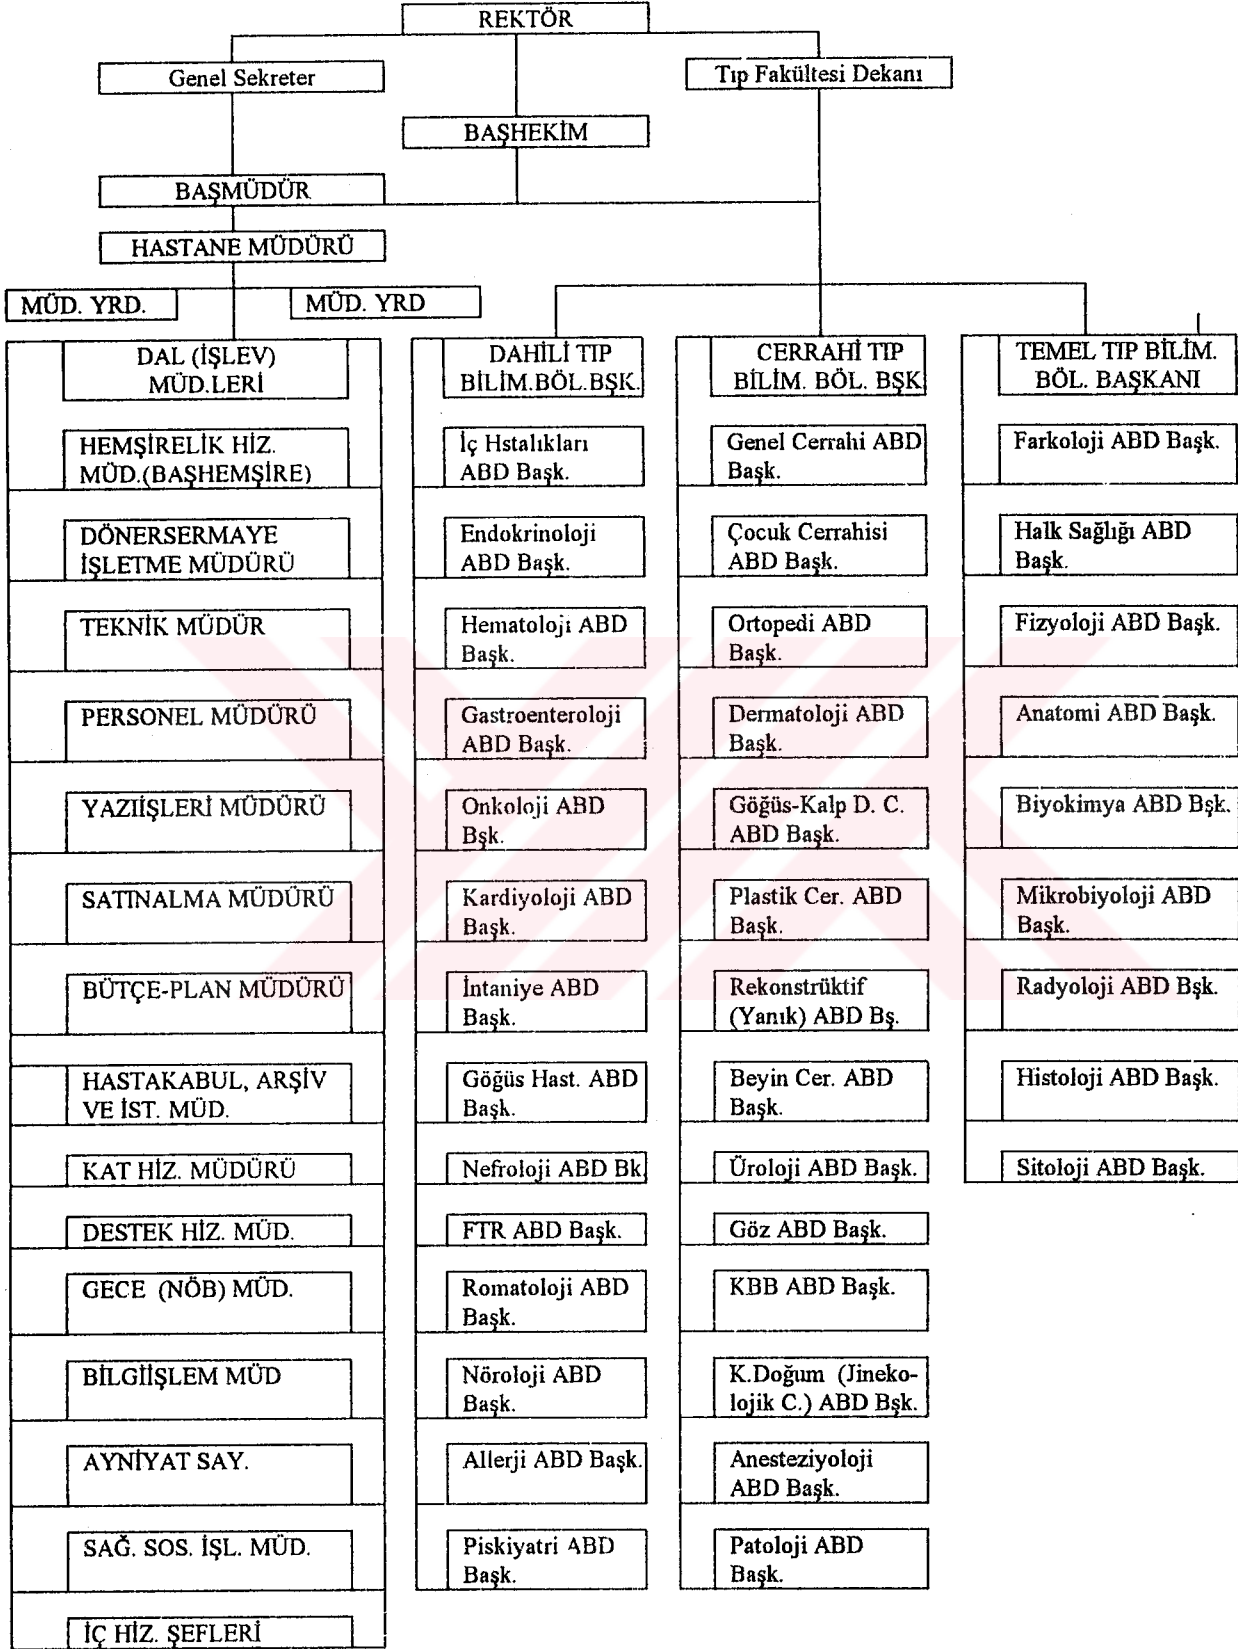 REKTÖR
Genel Sekreter
Tıp Fakültesi Dekanı
BAŞHEKİM
BAŞMÜDÜR
HASTANE MÜDÜRÜ
MÜD. YRD.
MÜD. YRD
DAL (İŞLEV)
MÜD.LERİ
HEMŞİRELİK HİZ.
MÜD.(BAŞHEMŞİRE)
DÖNERSERMAYE
İŞLETME MÜDÜRÜ
TEKNİK MÜDÜR
PERSONEL MÜDÜRÜ
YAZIİŞLERİ MÜDÜRÜ
SATINALMA MÜDÜRÜ
BÜTÇE-PLAN MÜDÜRÜ
HASTAKABUL, ARŞİV
VE İST. MÜD.
KAT HİZ. MÜDÜRÜ
DESTEK HİZ. MÜD.
GECE (NÖB) MÜD.
BİLGİİŞLEM MÜD
AYNİYAT SAY.
SAĞ. SOS. İŞL. MÜD.
İÇ HİZ. ŞEFLERİ
DAHİLİ TIP
BİLİM.BÖL.BŞK.
İç Hstalıkları
ABD Başk.
Endokrinoloji
ABD Başk.
Hematoloji ABD
Başk.
Gastroenteroloji
ABD Başk.
Onkoloji ABD
Bşk.
Kardiyoloji ABD
Başk.
İntaniye ABD
Başk.
Göğüs Hast. ABD
Başk.
Nefroloji ABD Bk.
FTR ABD Başk.
Romatoloji ABD
Başk.
Nöroloji ABD
Başk.
Allerji ABD Başk.
Piskiyatri ABD
Başk.
CERRAHİ TIP
BİLİM. BÖL. BŞK
Genel Cerrahi ABD
Başk.
Çocuk Cerrahisi
ABD Başk.
Ortopedi ABD
Başk.
Dermatoloji ABD
Başk.
Göğüs-Kalp D. C.
ABD Başk.
Plastik Cer. ABD
Başk.
Rekonstrüktif
(Yanık) ABD Bş.
Beyin Cer. ABD
Başk.
Üroloji ABD Başk.
Göz ABD Başk.
KBB ABD Başk.
K.Doğum (Jineko-
lojik C.) ABD Bşk.
Anesteziyoloji
ABD Başk.
Patoloji ABD
Başk.
TEMEL TIP BİLİM.
BÖL. BAŞKANI
Farkoloji ABD Başk.
Halk Sağlığı ABD
Başk.
Fizyoloji ABD Başk.
Anatomi ABD Başk.
Biyokimya ABD Bşk.
Mikrobiyoloji ABD
Başk.
Radyoloji ABD Bşk.
Histoloji ABD Başk.
Sitoloji ABD Başk.